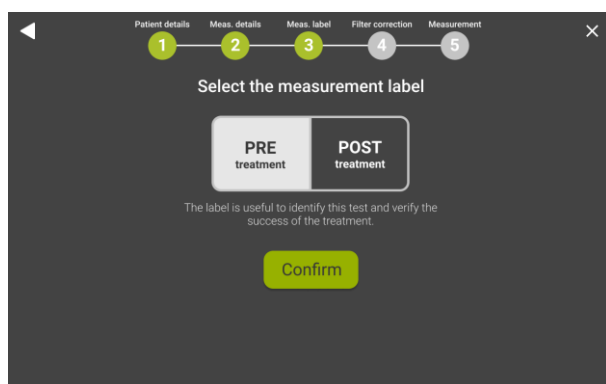 Patient details
Meas. details
Meas. label
Filter correction
Measurement
1
2
3
4
5
Select the measurement label
PRE
treatment
POST
treatment
The label is useful to identify this test and verify the
success of the treatment.
Confirm